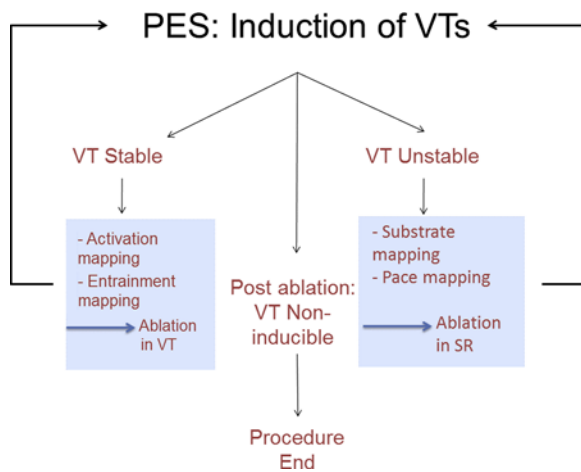 PES: Induction of VTs
VT Stable
VT Unstable
- Activation
mapping
- Entrainment
mapping
Ablation
in VT
Post ablation:
VT Non-
inducible
- Substrate
mapping
- Pace mapping
Ablation
in SR
Procedure
End